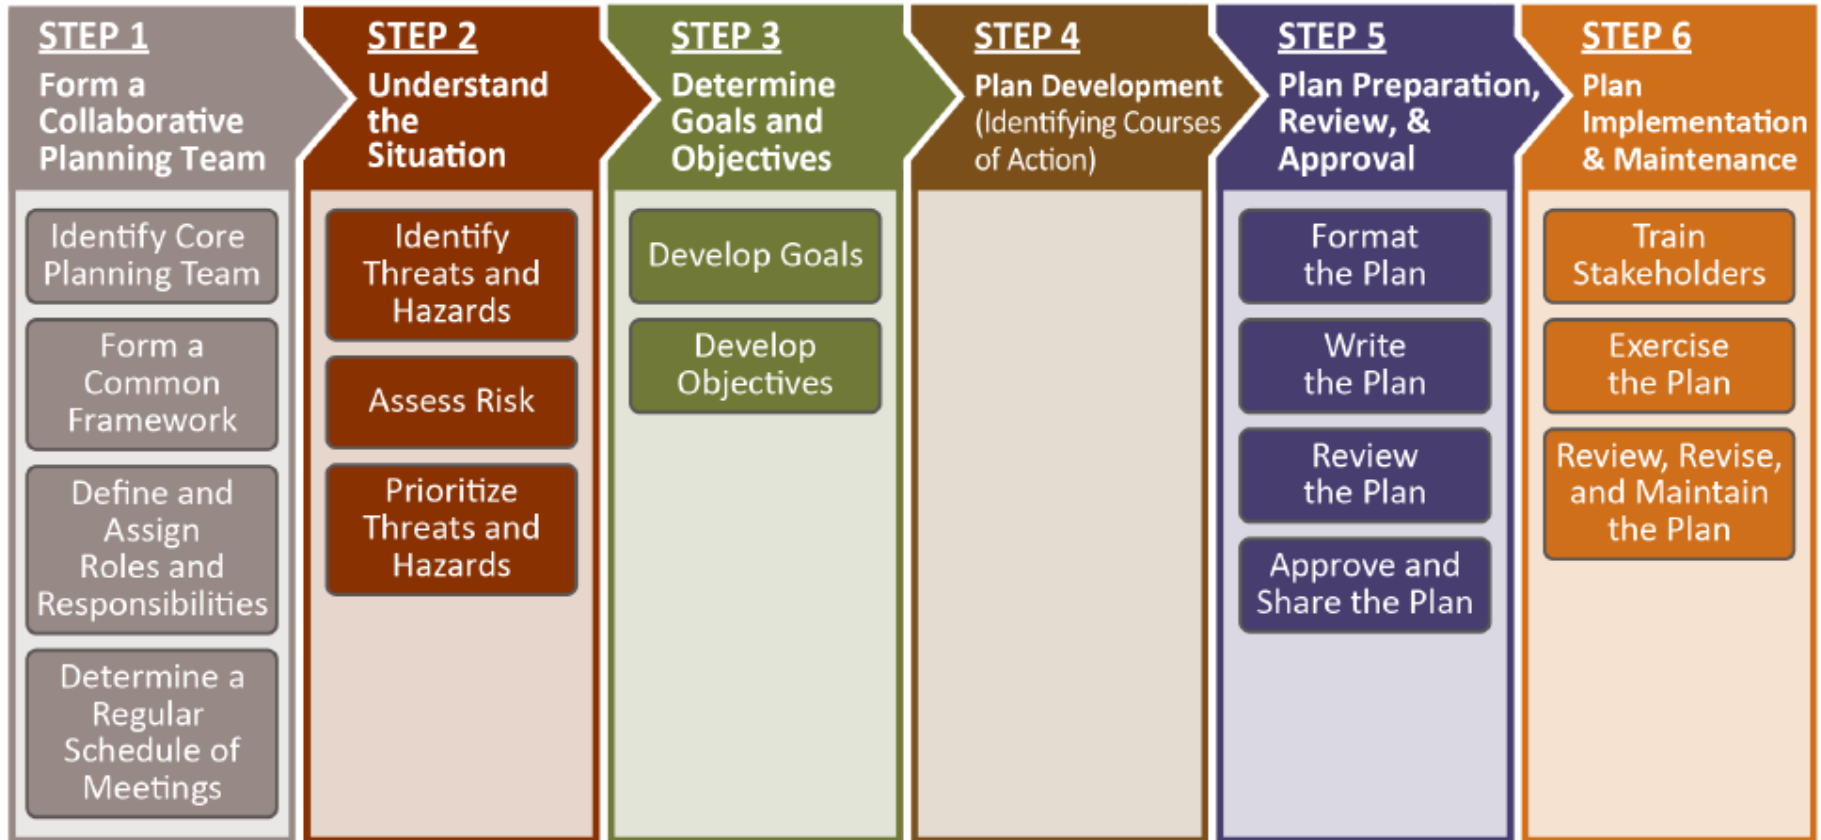 STEP 1
Form a
Collaborative
Planning Team
Identify Core
Planning Team
Form a
Common
Framework
Define and
Assign
Roles and
Responsibilities
Determine a
Regular
Schedule of
Meetings
STEP 2
Understand
the
Situation
Identify
Threats and
Hazards
Assess Risk
Prioritize
Threats and
Hazards
STEP 3
Determine
Goals and
Objectives
Develop Goals
Develop
Objectives
STEP 4
Plan Development
(Identifying Courses
of Action)
STEP 5
Plan Preparation,
Review, &
Approval
Format
the Plan
Write
the Plan
Review
the Plan
Approve and
Share the Plan
STEP 6
Plan
Implementation
& Maintenance
Train
Stakeholders
Exercise
the Plan
Review, Revise,
and Maintain
the Plan